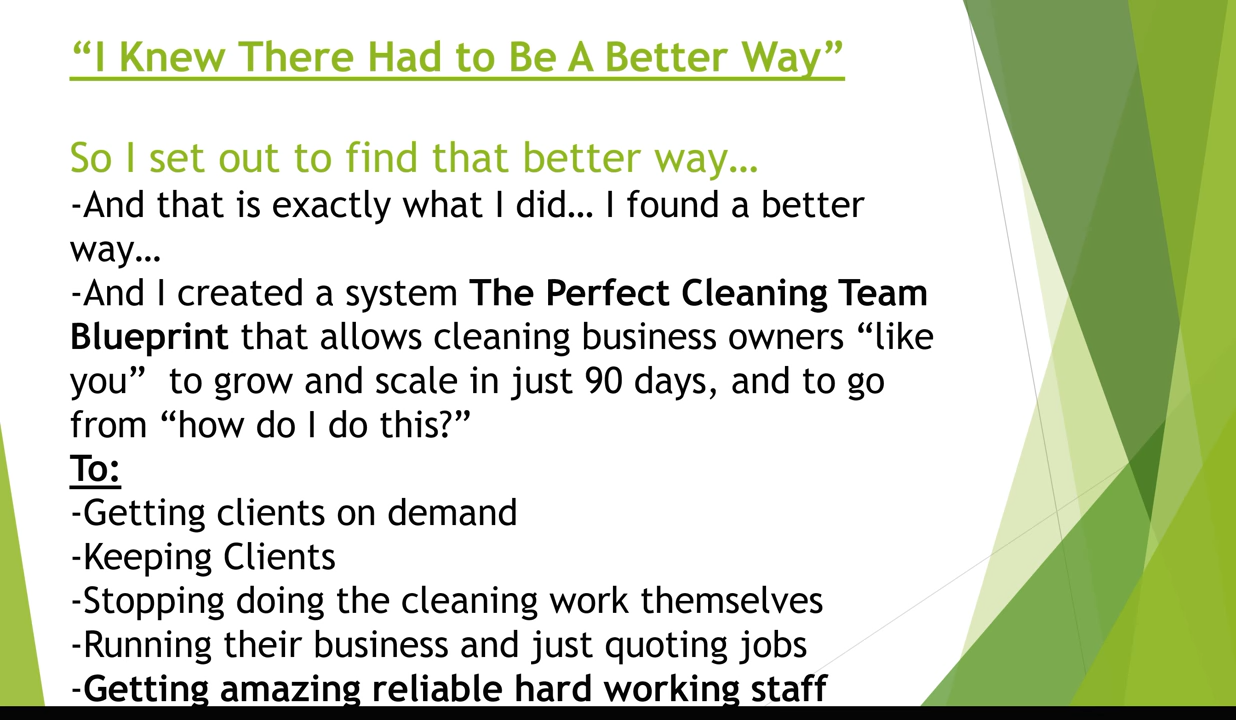 “I Knew There Had to Be A Better Way”
So I set out to find that better way…
-And that is exactly what I did… I found a better
way…
-And I created a system The Perfect Cleaning Team
Blueprint that allows cleaning business owners “like
you”  to grow and scale in just 90 days, and to go
from “how do I do this?”
To:
-Getting clients on demand
-Keeping Clients
-Stopping doing the cleaning work themselves
-Running their business and just quoting jobs
-Getting amazing reliable hard working staff